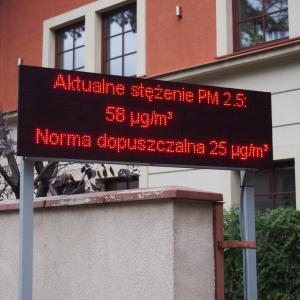 Aktualne stężenie PM 2.5:
58 µg/m³
Norma dopuszczalna 25 µg/m³